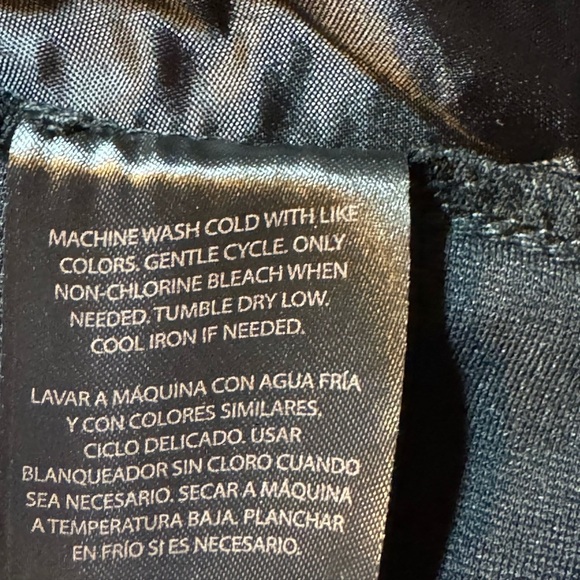 MACHINE WASH COLD WITH LIKE
COLORS. GENTLE CYCLE. ONLY
NON-CHLORINE BLEACH WHEN
NEEDED. TUMBLE DRY LOW.
COOL IRON IF NEEDED.
LAVAR A MÁQUINA CON AGUA FRÍA
Y CON COLORES SIMILARES.
CICLO DELICADO. USAR
BLANQUEADOR SIN CLORO CUANDO
SEA NECESARIO. SECAR A MÁQUINA
A TEMPERATURA BAJA. PLANCHAR
EN FRÍO SI ES NECESARIO.